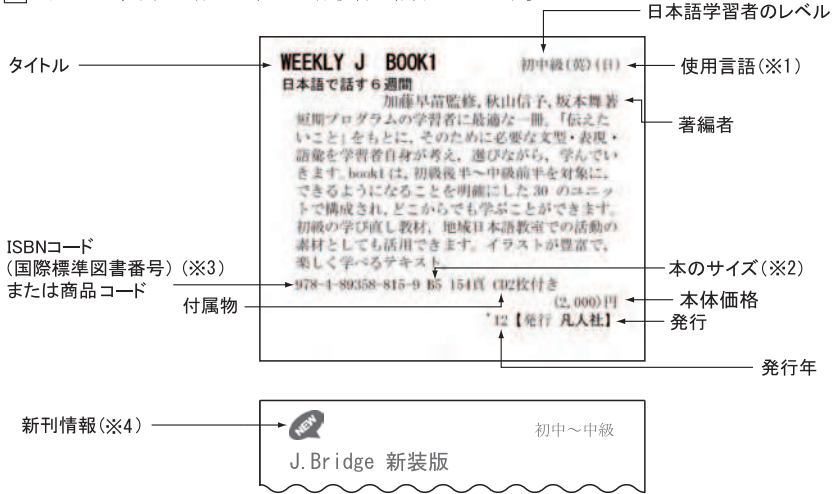 日本語学習者のレベル
タイトル
WEEKLY J BOOK1
初中級(英)(日)
使用言語(※1)
日本語で話す6週間
加藤早苗監修,秋山信子,坂本舞著
著編者
短期プログラムの学習者に最適な一冊。「伝えた
いこと」をもとに、そのために必要な文型・表現・
語彙を学習者自身が考え、選びながら、学んでい
きます。book1は、初級後半〜中級前半を対象に、
できるようになることを明確にした30 のユニッ
トで構成され、どこからでも学ぶことができます。
初級の学び直し教材、地域日本語教室での活動の
素材としても活用できます。イラストが豊富で、
楽しく学べるテキスト。
ISBNコード
(国際標準図書番号)(※3)
または商品コード
978-4-89358-815-9 B5 154頁 CD2枚付き
本のサイズ(※2)
付属物
(2,000)円
本体価格
'12【発行 凡人社】
発行
発行年
新刊情報(※4)
NEW
初中〜中級
J.Bridge 新装版